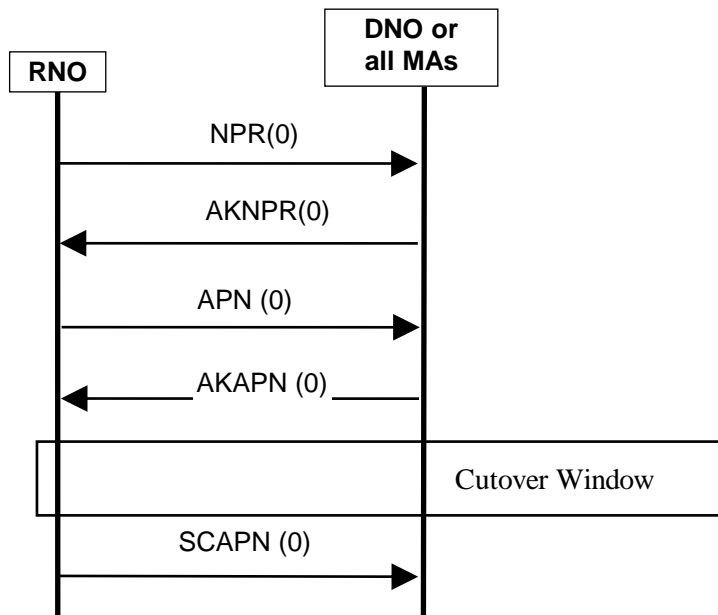 DNO or
all MAs
RNO
NPR(0)
AKNPR(0)
APN (0)
AKAPN (0)
Cutover Window
SCAPN (0)